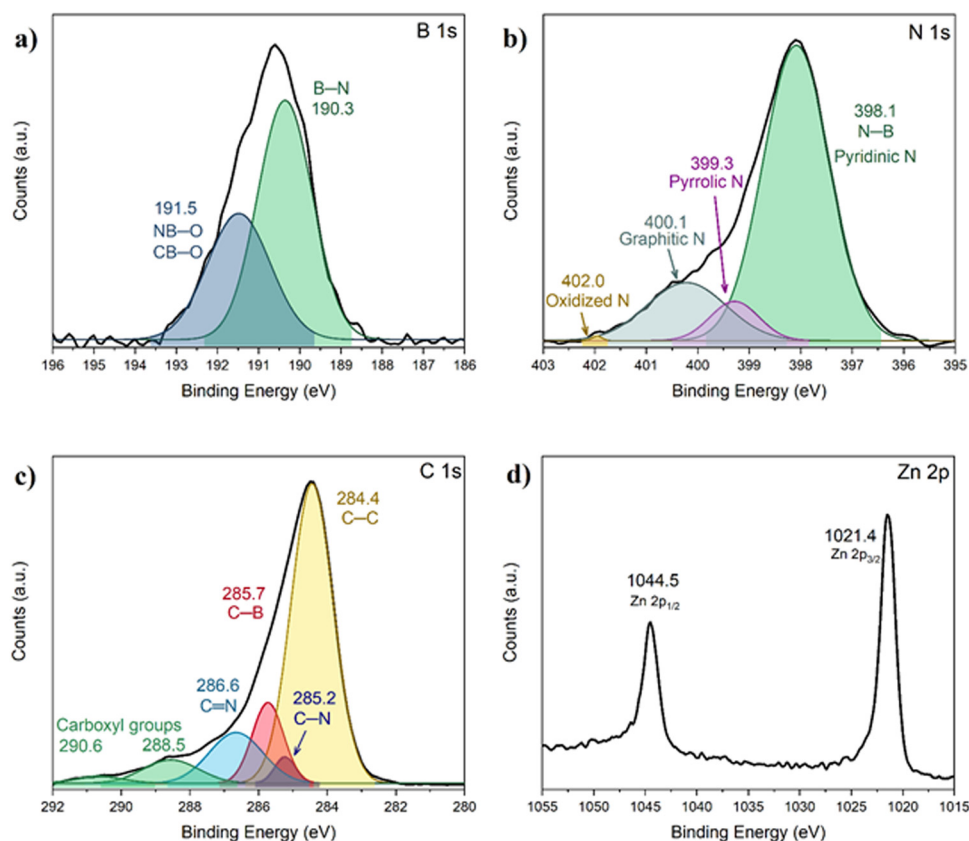 a)
B 1s
B—N
190.3
191.5
NB—O
CB—O
Counts (a.u.)
196 195 194 193 192 191 190 189 188 187 186
Binding Energy (eV)
b)
N 1s
398.1
N—B
Pyridinic N
399.3
Pyrrolic N
400.1
Graphitic N
402.0
Oxidized N
Counts (a.u.)
403 402 401 400 399 398 397 396 395
Binding Energy (eV)
c)
C 1s
284.4
C—C
285.7
C—B
285.2
C—N
286.6
C=N
Carboxyl groups
290.6 288.5
Counts (a.u.)
292 290 288 286 284 282 280
Binding Energy (eV)
d)
Zn 2p
1021.4
Zn 2p3/2
1044.5
Zn 2p1/2
Counts (a.u.)
1055 1050 1045 1040 1035 1030 1025 1020 1015
Binding Energy (eV)